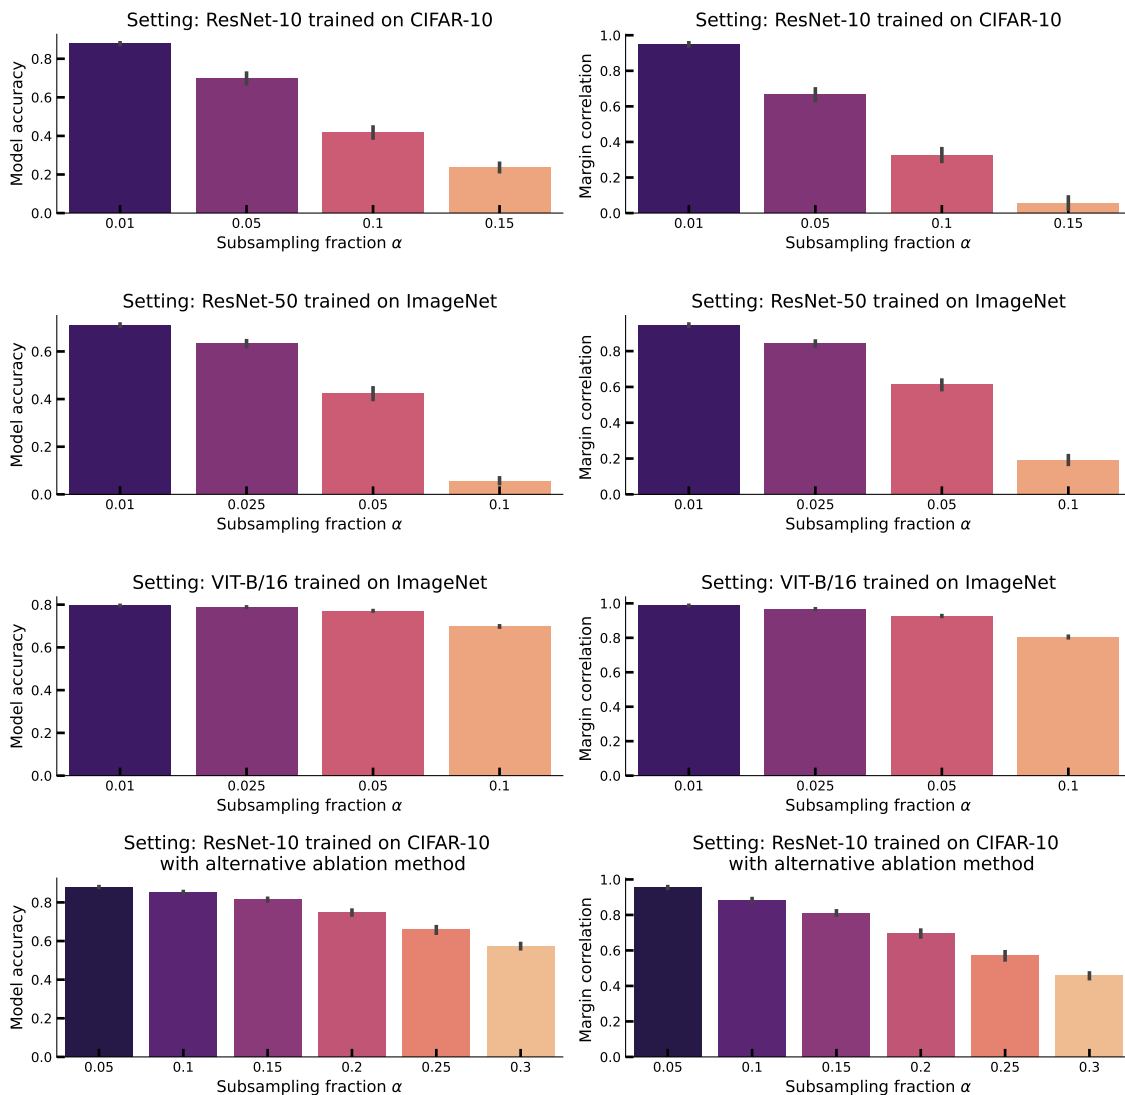 Setting: ResNet-10 trained on CIFAR-10
Model accuracy
0.8
0.6
0.4
0.2
0.0
0.01 0.05 0.1 0.15
Subsampling fraction α
Setting: ResNet-10 trained on CIFAR-10
Margin correlation
1.0
0.8
0.6
0.4
0.2
0.0
0.01 0.05 0.1 0.15
Subsampling fraction α
Setting: ResNet-50 trained on ImageNet
Model accuracy
0.6
0.4
0.2
0.0
0.01 0.025 0.05 0.1
Subsampling fraction α
Setting: ResNet-50 trained on ImageNet
Margin correlation
0.8
0.6
0.4
0.2
0.0
0.01 0.025 0.05 0.1
Subsampling fraction α
Setting: VIT-B/16 trained on ImageNet
Model accuracy
0.8
0.6
0.4
0.2
0.0
0.01 0.025 0.05 0.1
Subsampling fraction α
Setting: VIT-B/16 trained on ImageNet
Margin correlation
1.0
0.8
0.6
0.4
0.2
0.0
0.01 0.025 0.05 0.1
Subsampling fraction α
Setting: ResNet-10 trained on CIFAR-10
with alternative ablation method
Model accuracy
0.8
0.6
0.4
0.2
0.0
0.05 0.1 0.15 0.2 0.25 0.3
Subsampling fraction α
Setting: ResNet-10 trained on CIFAR-10
with alternative ablation method
Margin correlation
1.0
0.8
0.6
0.4
0.2
0.0
0.05 0.1 0.15 0.2 0.25 0.3
Subsampling fraction α